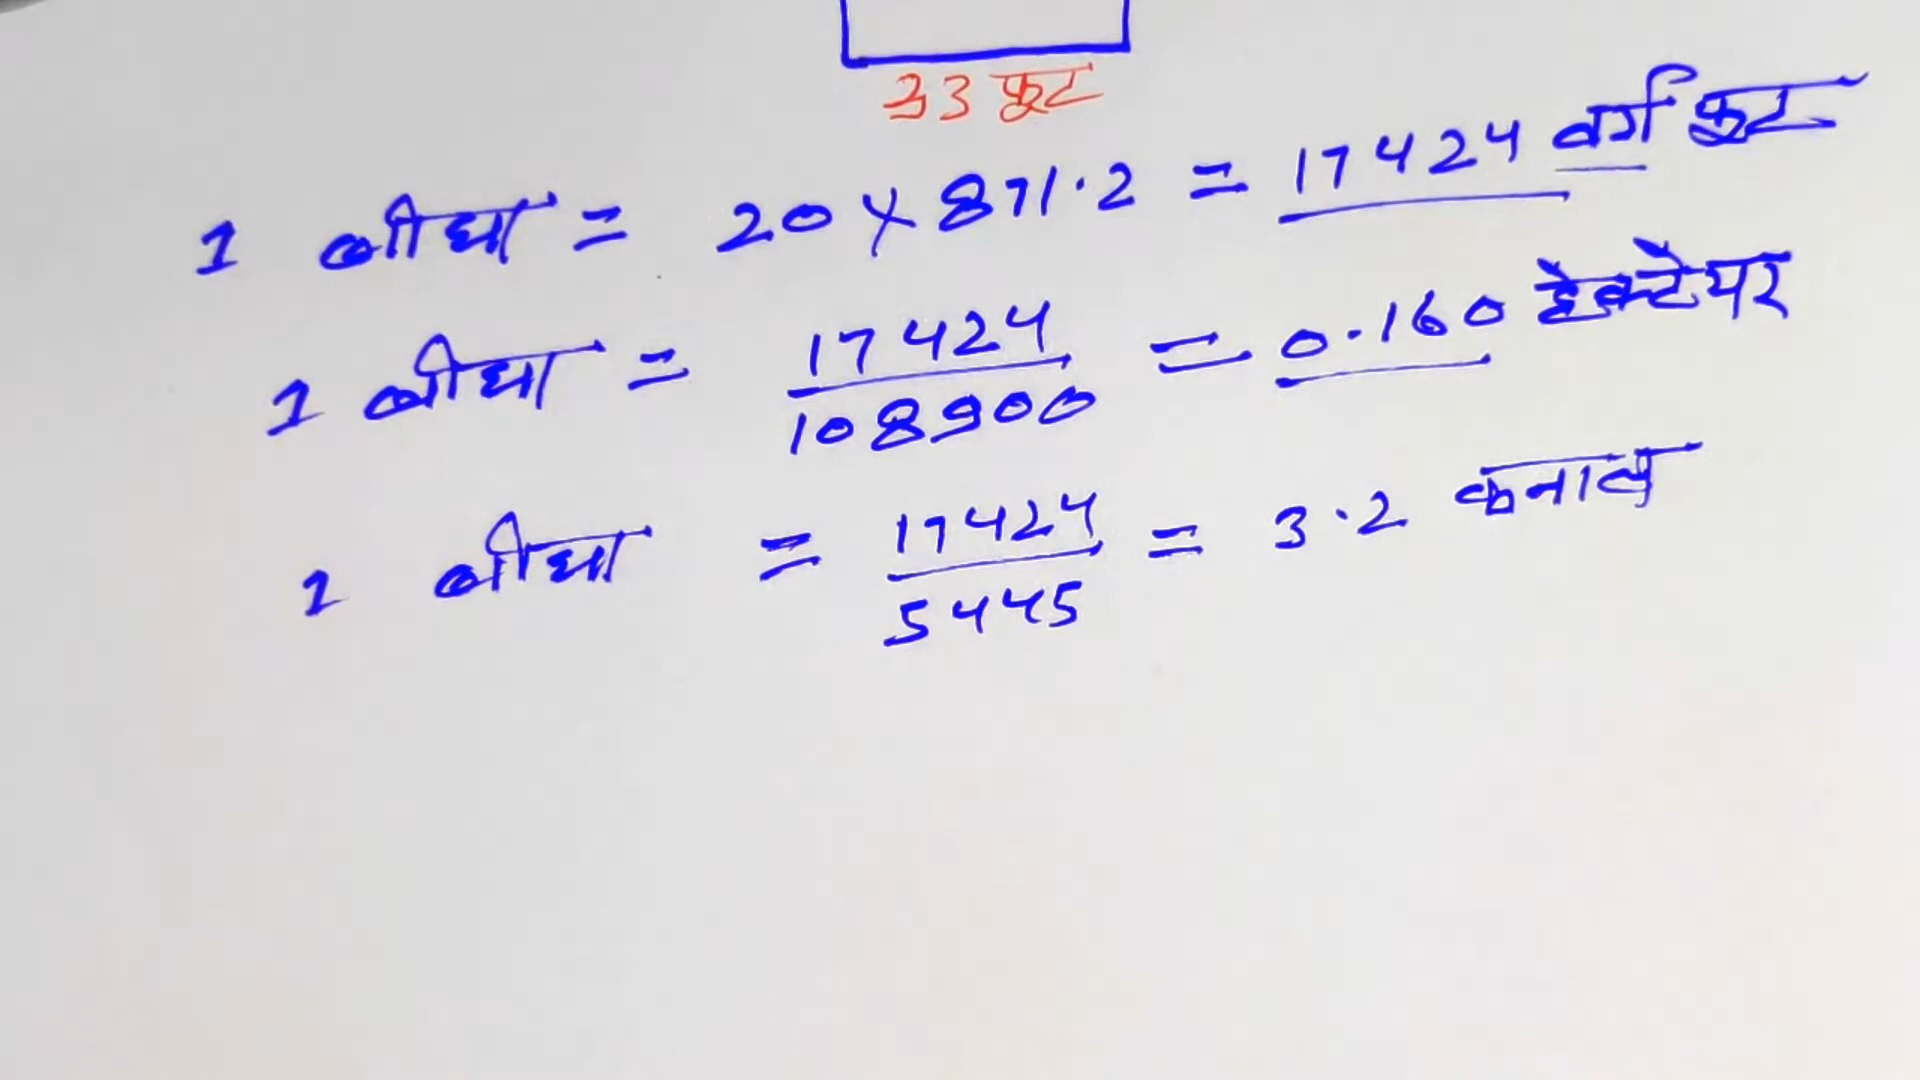 33 फूट
1 बीघा = 20 x 871.2 = 17424 वर्ग फुट
1 बीघा = 17424/108900 = 0.160 हेक्टेयर
1 बीघा = 17424/5445 = 3.2 कनाल